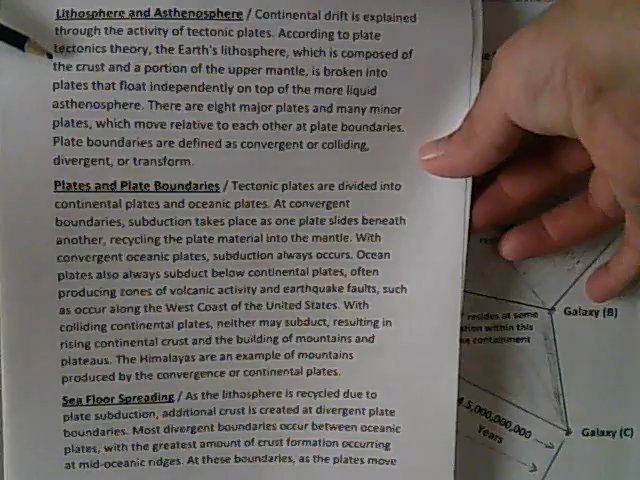 Lithosphere and Asthenosphere / Continental drift is explained
through the activity of tectonic plates. According to plate
tectonics theory, the Earth's lithosphere, which is composed of
the crust and a portion of the upper mantle, is broken into
plates that float independently on top of the more liquid
asthenosphere. There are eight major plates and many minor
plates, which move relative to each other at plate boundaries.
Plate boundaries are defined as convergent or colliding,
divergent, or transform.
Plates and Plate Boundaries / Tectonic plates are divided into
continental plates and oceanic plates. At convergent
boundaries, subduction takes place as one plate slides beneath
another, recycling the plate material into the mantle. With
convergent oceanic plates, subduction always occurs. Ocean
plates also always subduct below continental plates, often
producing zones of volcanic activity and earthquake faults, such
as occur along the West Coast of the United States. With
colliding continental plates, neither may subduct, resulting in
rising continental crust and the building of mountains and
plateaus. The Himalayas are an example of mountains
produced by the convergence or continental plates.
Sea Floor Spreading / As the lithosphere is recycled due to
plate subduction, additional crust is created at divergent plate
boundaries. Most divergent boundaries occur between oceanic
plates, with the greatest amount of crust formation occurring
at mid-oceanic ridges. At these boundaries, as the plates move
Galaxy (B)
resides at some
within this
containment
4.5,000,000,000
Years
Galaxy (C)